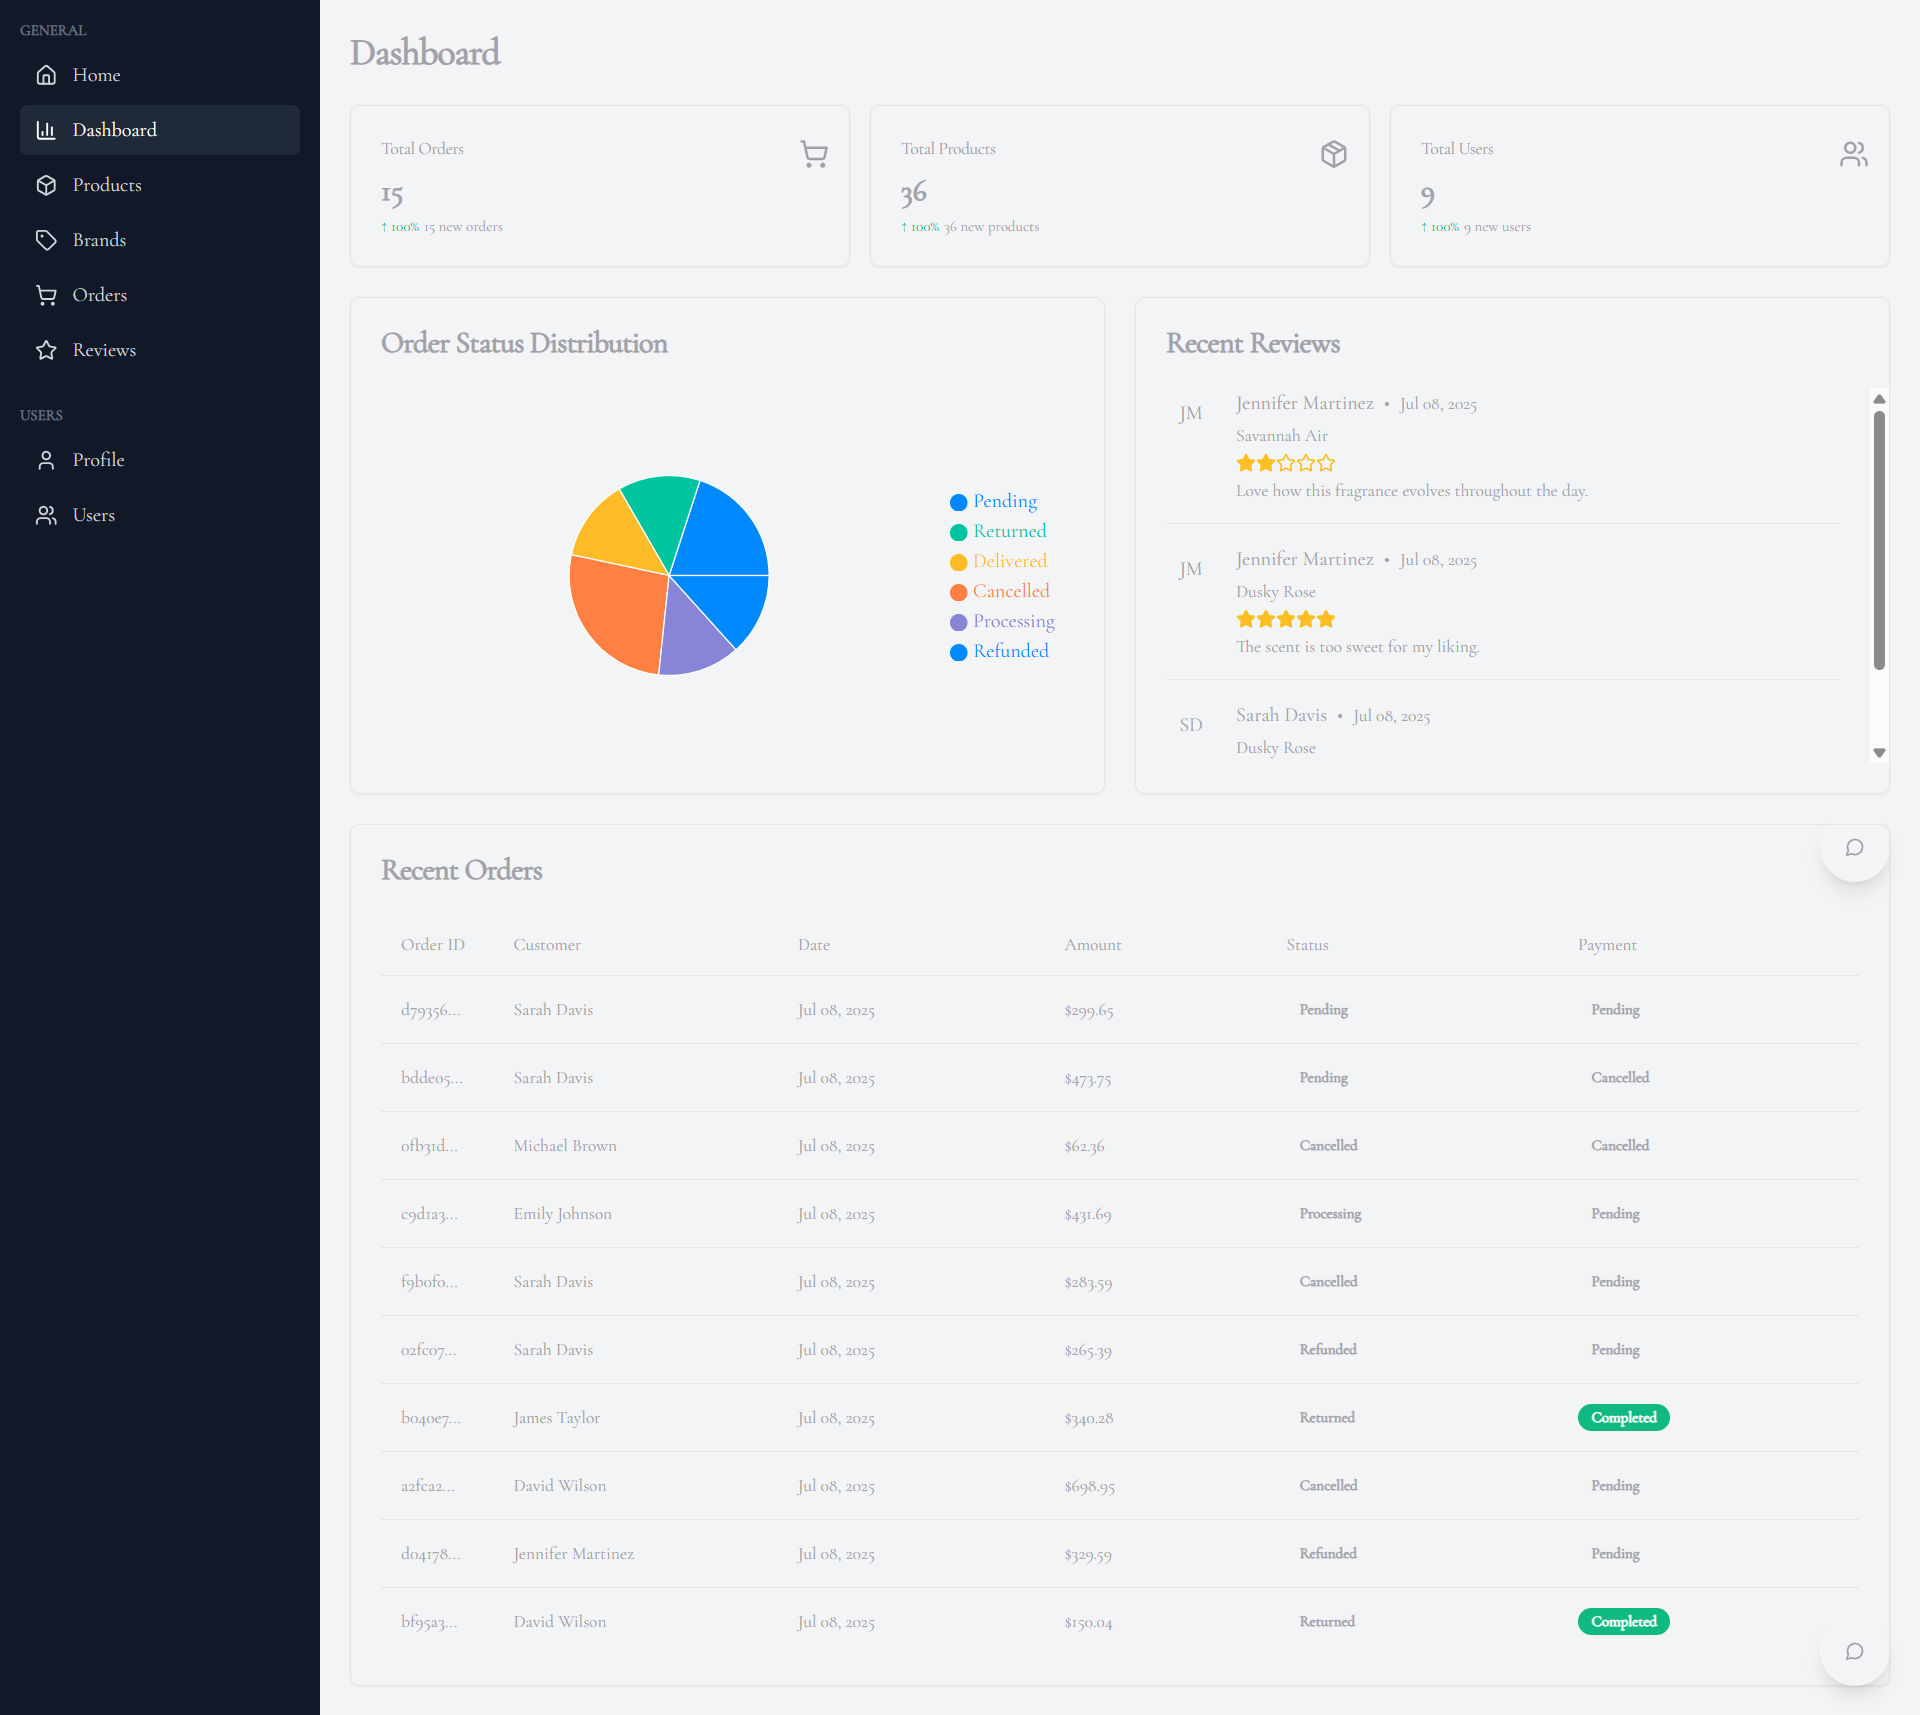 GENERAL
Home
Dashboard
Products
Brands
Orders
Reviews
USERS
Profile
Users
Dashboard
Total Orders
15
↑ 100% 15 new orders
Total Products
36
↑ 100% 36 new products
Total Users
9
↑ 100% 9 new users
Order Status Distribution
Pending
Returned
Delivered
Cancelled
Processing
Refunded
Recent Reviews
JM Jennifer Martinez • Jul 08, 2025
Savannah Air
Love how this fragrance evolves throughout the day.
JM Jennifer Martinez • Jul 08, 2025
Dusky Rose
The scent is too sweet for my liking.
SD Sarah Davis • Jul 08, 2025
Dusky Rose
Recent Orders
Order ID Customer Date Amount Status Payment
d79356... Sarah Davis Jul 08, 2025 $299.65 Pending Pending
bdde05... Sarah Davis Jul 08, 2025 $473.75 Pending Cancelled
0fb31d... Michael Brown Jul 08, 2025 $62.36 Cancelled Cancelled
c9d1a3... Emily Johnson Jul 08, 2025 $431.69 Processing Pending
f9b0f0... Sarah Davis Jul 08, 2025 $283.59 Cancelled Pending
02fc07... Sarah Davis Jul 08, 2025 $265.39 Refunded Pending
b040e7... James Taylor Jul 08, 2025 $340.28 Returned Completed
a2fca2... David Wilson Jul 08, 2025 $698.95 Cancelled Pending
d04178... Jennifer Martinez Jul 08, 2025 $329.59 Refunded Pending
bf95a3... David Wilson Jul 08, 2025 $150.04 Returned Completed